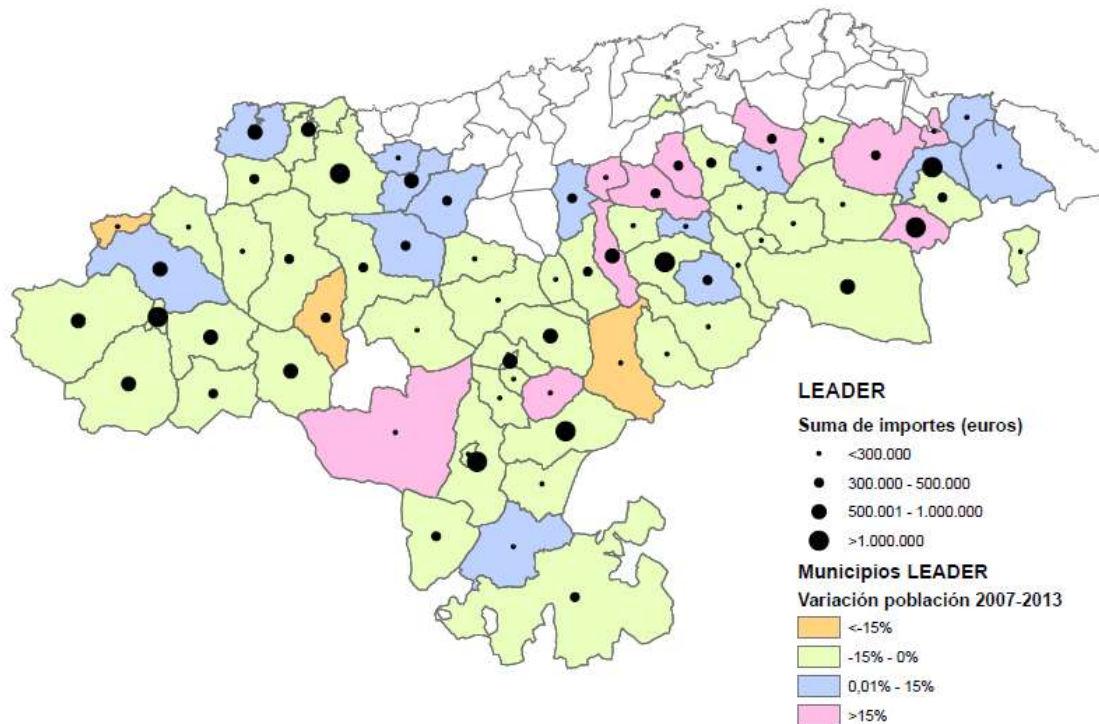 LEADER
Suma de importes (euros)
<300.000
300.000 - 500.000
500.001 - 1.000.000
>1.000.000
Municipios LEADER
Variación población 2007-2013
<-15%
-15% - 0%
0,01% - 15%
>15%